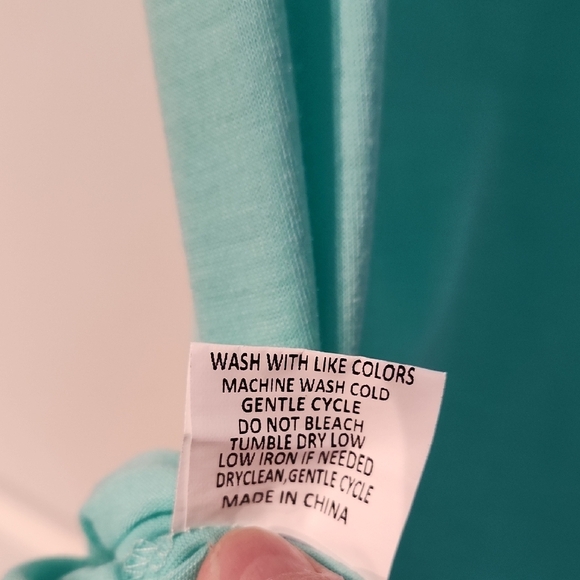 WASH WITH LIKE COLORS
MACHINE WASH COLD
GENTLE CYCLE
DO NOT BLEACH
TUMBLE DRY LOW
LOW IRON IF NEEDED
DRYCLEAN,GENTLE CYCLE
MADE IN CHINA